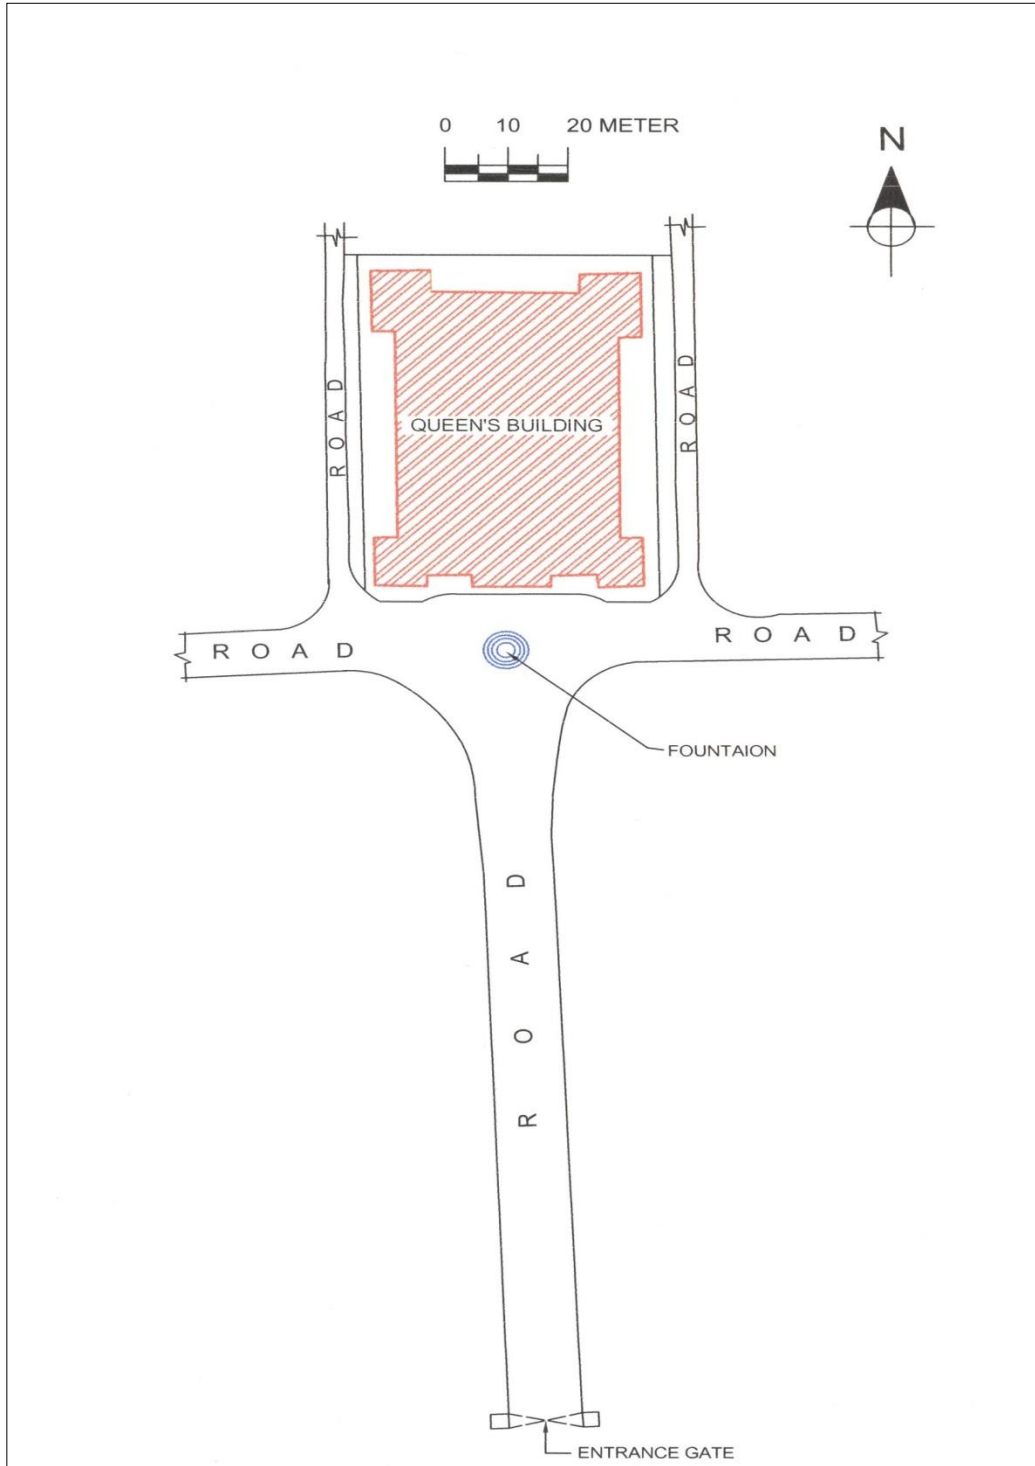 0 10 20 METER
N
ROAD
ROAD
QUEEN'S BUILDING
ROAD
ROAD
FOUNTAION
ROAD
ENTRANCE GATE